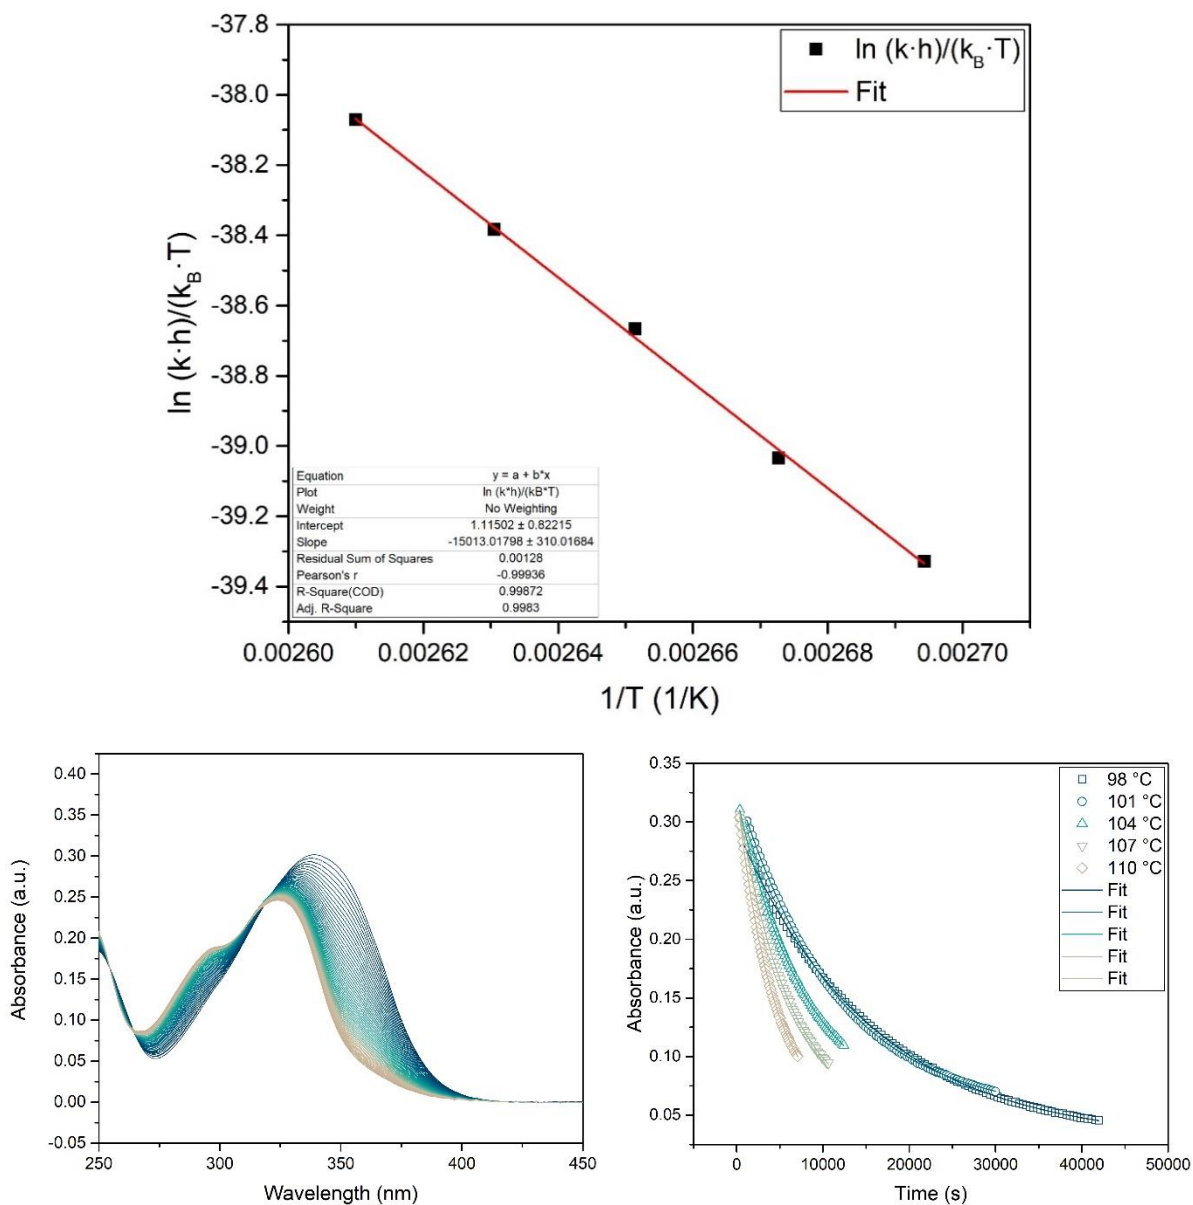 -37.8
-38.0
-38.2
-38.4
-38.6
-38.8
-39.0
-39.2
-39.4
ln (k·h)/(k_B·T)
ln (k·h)/(k_B·T)
Fit
Equation y = a + b*x
Plot ln (k*h)/(kB*T)
Weight No Weighting
Intercept 1.11502 ± 0.82215
Slope -15013.01798 ± 310.01684
Residual Sum of Squares 0.00128
Pearson's r -0.99936
R-Square(COD) 0.99872
Adj. R-Square 0.9983
0.00260 0.00262 0.00264 0.00266 0.00268 0.00270
1/T (1/K)
0.40
0.35
0.30
0.25
0.20
0.15
0.10
0.05
0.00
-0.05
Absorbance (a.u.)
250 300 350 400 450
Wavelength (nm)
0.35
0.30
0.25
0.20
0.15
0.10
0.05
Absorbance (a.u.)
98 °C
101 °C
104 °C
107 °C
110 °C
Fit
Fit
Fit
Fit
Fit
0 10000 20000 30000 40000 50000
Time (s)